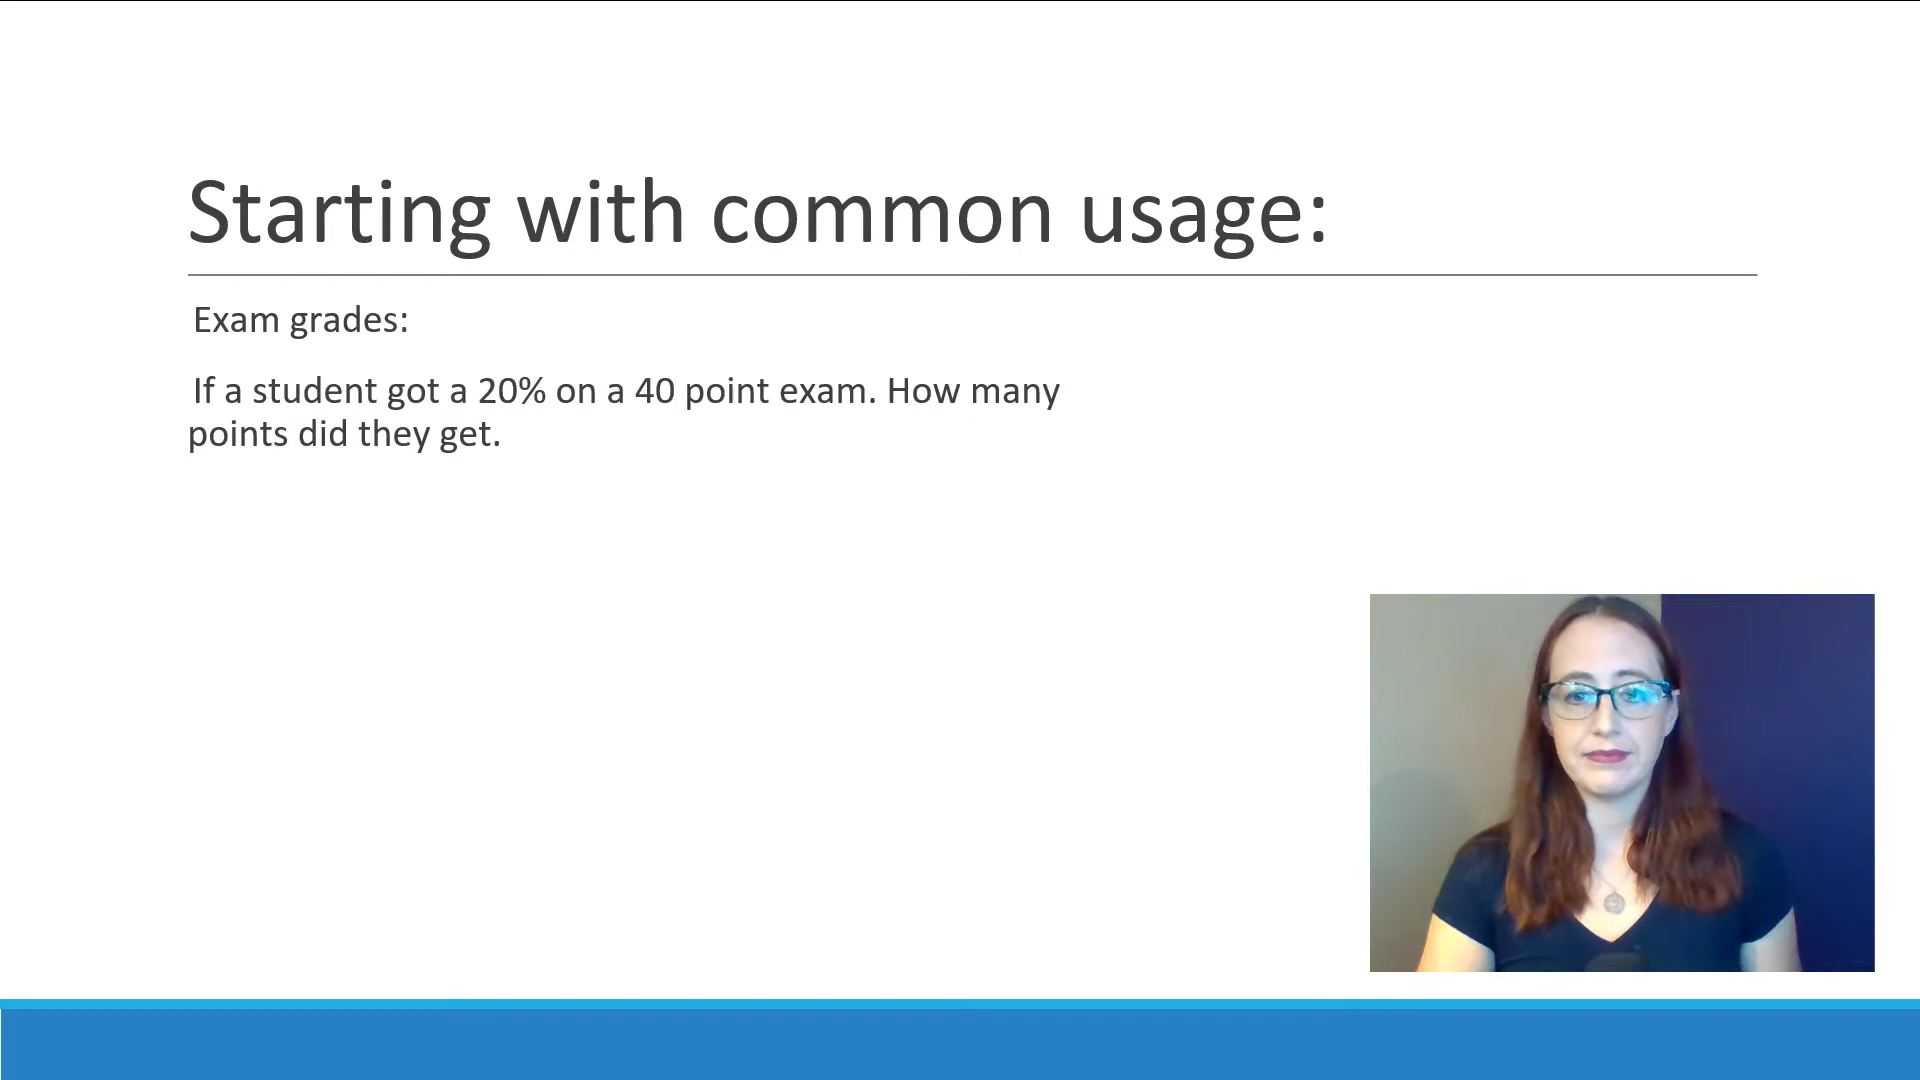 Starting with common usage:
Exam grades:
If a student got a 20% on a 40 point exam. How many
points did they get.